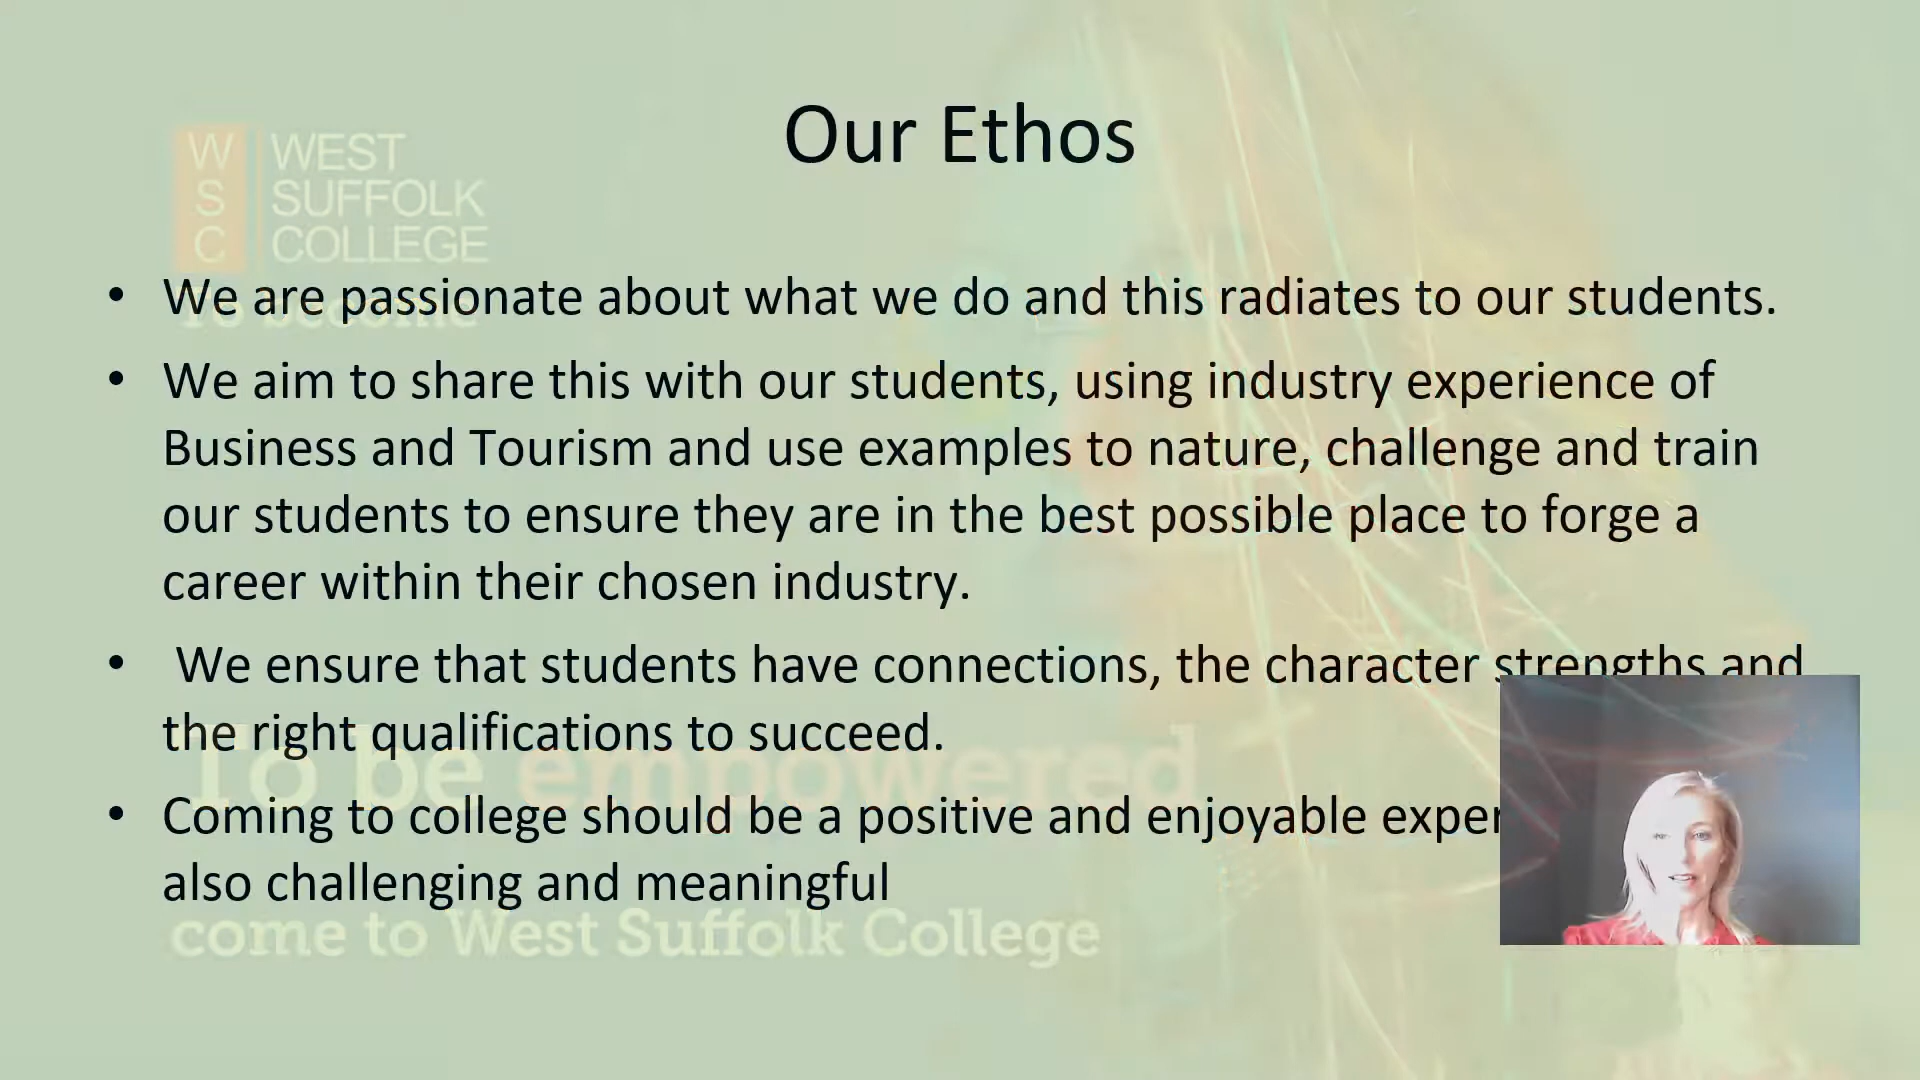 Our Ethos
W
S
C
WEST
SUFFOLK
COLLEGE
To become
• We are passionate about what we do and this radiates to our students.
• We aim to share this with our students, using industry experience of
Business and Tourism and use examples to nature, challenge and train
our students to ensure they are in the best possible place to forge a
career within their chosen industry.
• We ensure that students have connections, the character strengths and
the right qualifications to succeed.
To be empowered
• Coming to college should be a positive and enjoyable
also challenging and meaningful
come to West Suffolk College